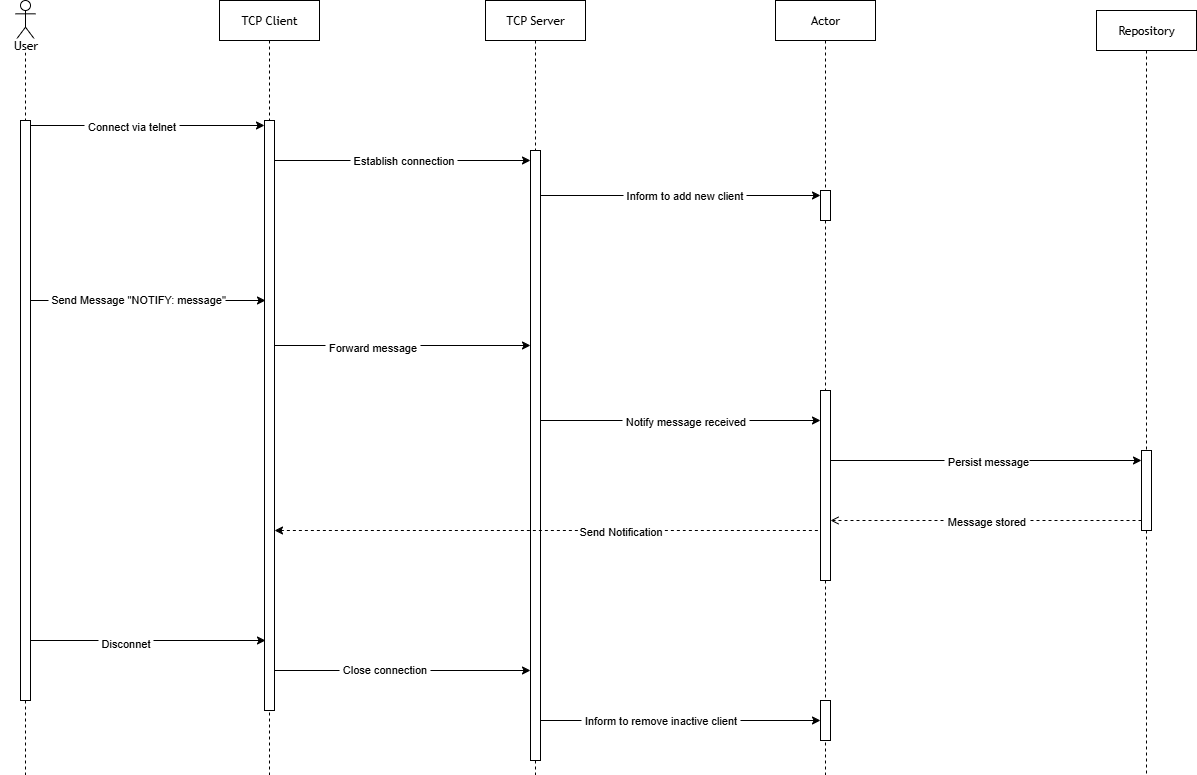 User
TCP Client
TCP Server
Actor
Repository
Connect via telnet
Establish connection
Inform to add new client
Send Message "NOTIFY: message"
Forward message
Notify message received
Persist message
Message stored
Send Notification
Disconnet
Close connection
Inform to remove inactive client